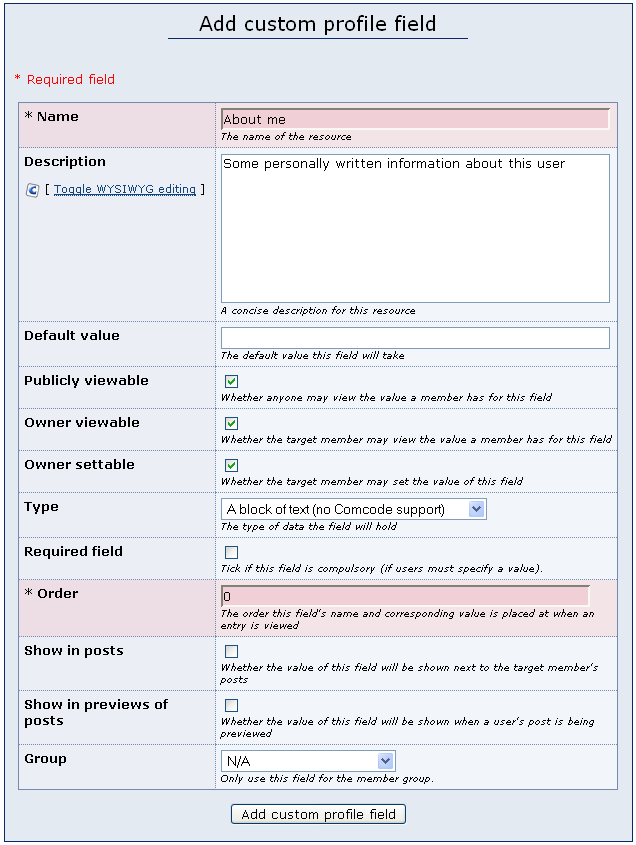 Add custom profile field
* Required field
* Name
About me
The name of the resource
Description
[ Toggle WYSIWYG editing ]
Some personally written information about this user
A concise description for this resource
Default value
The default value this field will take
Publicly viewable
Whether anyone may view the value a member has for this field
Owner viewable
Whether the target member may view the value a member has for this field
Owner settable
Whether the target member may set the value of this field
Type
A block of text (no Comcode support)
The type of data the field will hold
Required field
Tick if this field is compulsory (if users must specify a value).
* Order
0
The order this field's name and corresponding value is placed at when an
entry is viewed
Show in posts
Whether the value of this field will be shown next to the target member's
posts
Show in previews of
posts
Whether the value of this field will be shown when a user's post is being
previewed
Group
N/A
Only use this field for the member group.
Add custom profile field